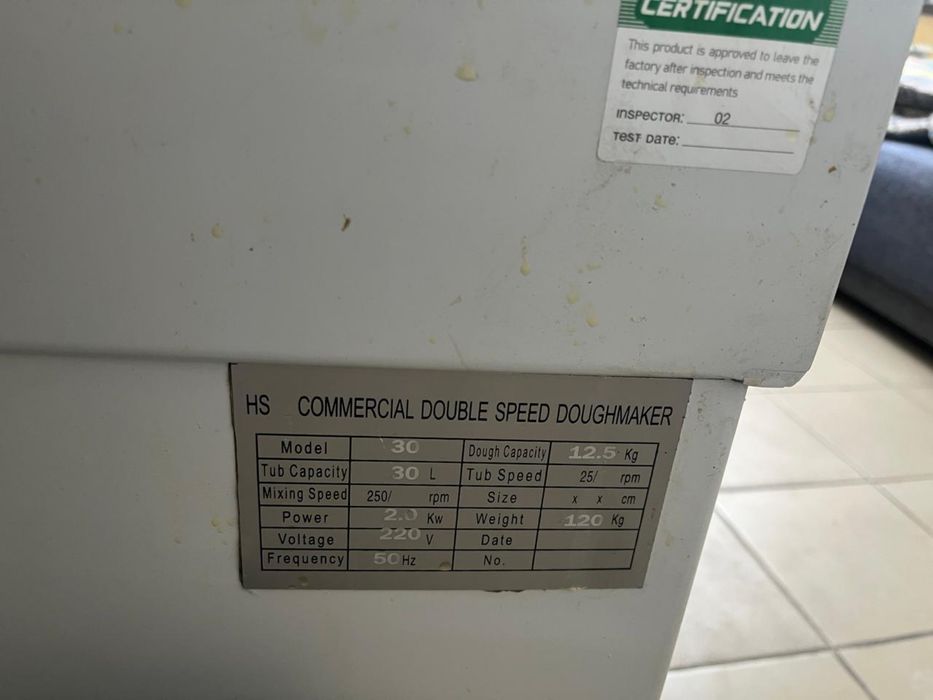 CERTIFICATION
This product is approved to leave the
factory after inspection and meets the
technical requirements
INSPECTOR: 02
TEST DATE:
HS COMMERCIAL DOUBLE SPEED DOUGHMAKER
Model 30 Dough Capacity 12.5 Kg
Tub Capacity 30 L Tub Speed 25/ rpm
Mixing Speed 250/ rpm Size x x cm
Power 2.0 Kw Weight 120 Kg
Voltage 220 V Date
Frequency 50 Hz No.